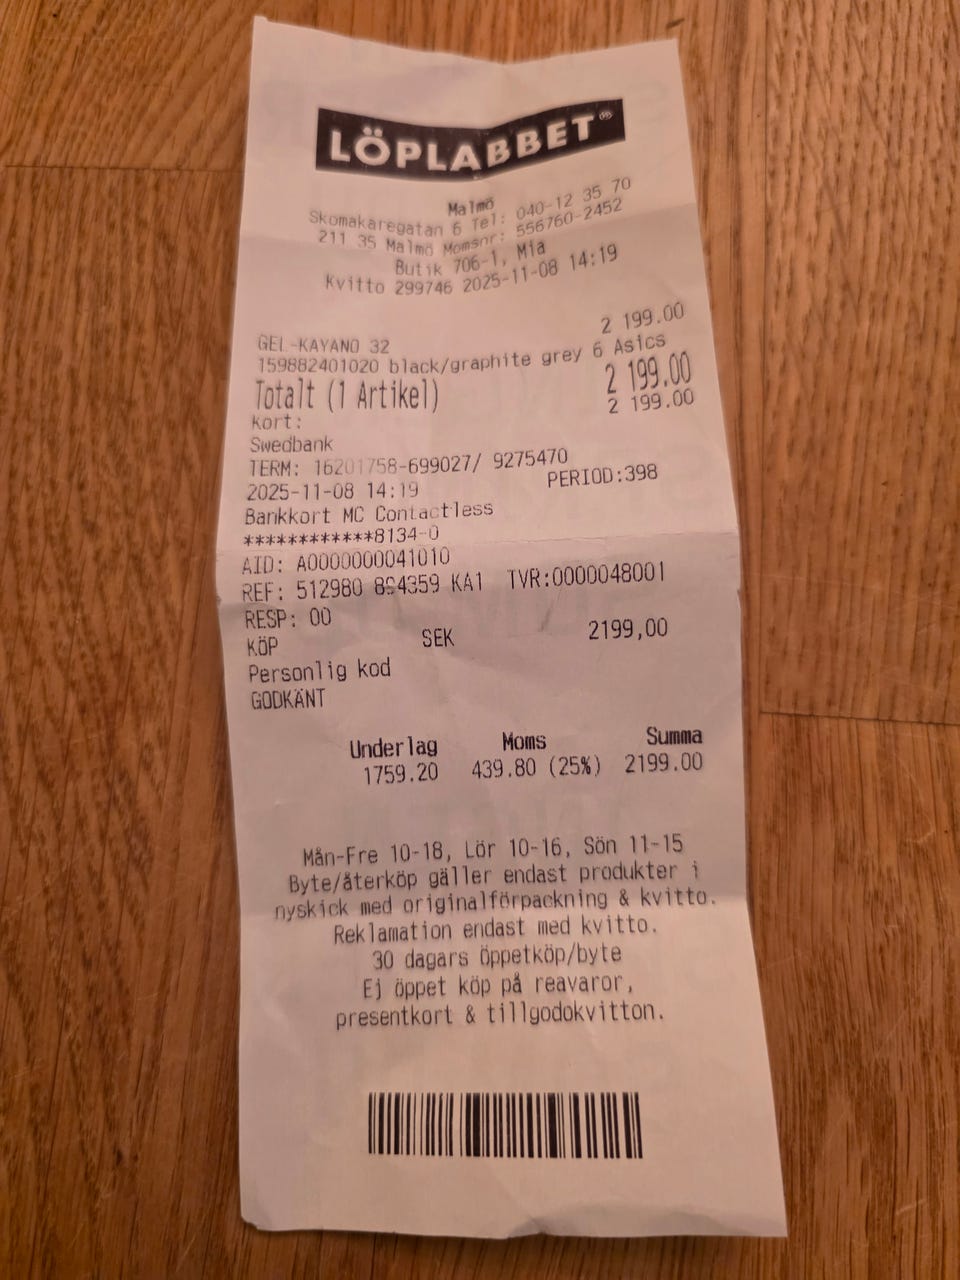 LÖPLABBET®
Malmö
Skomakaregatan 6 Tel: 040-12 35 70
211 35 Malmö Momsnr: 556760-2452
Butik 706-1, Mia
Kvitto 299746 2025-11-08 14:19
2 199.00
GEL-KAYANO 32
159882401020 black/graphite grey 6 Asics
Totalt (1 Artikel) 2 199.00
Kort: 2 199.00
Swedbank
TERM: 16201758-699027/ 9275470
2025-11-08 14:19 PERIOD:398
Bankkort MC Contactless
************8134-0
AID: A0000000041010
REF: 512980 894359 KA1 TVR:0000048001
RESP: 00
KÖP SEK 2199,00
Personlig kod
GODKÄNT
Underlag Moms Summa
1759.20 439.80 (25%) 2199.00
Mån-Fre 10-18, Lör 10-16, Sön 11-15
Byte/återköp gäller endast produkter i
nyskick med originalförpackning & kvitto.
Reklamation endast med kvitto.
30 dagars öppetköp/byte
Ej öppet köp på reavaror,
presentkort & tillgodokvitton.